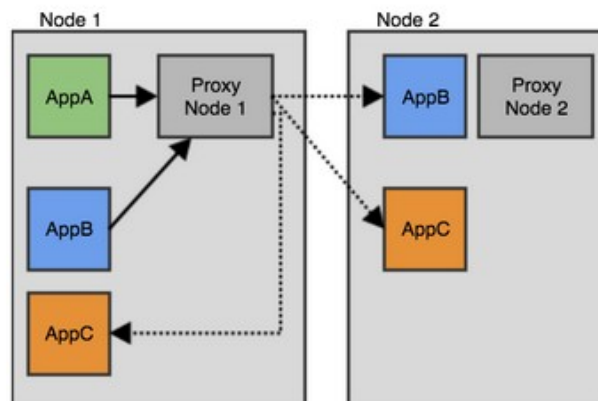 Node 1
Node 2
AppA
Proxy
Node 1
AppB
Proxy
Node 2
AppB
AppC
AppC